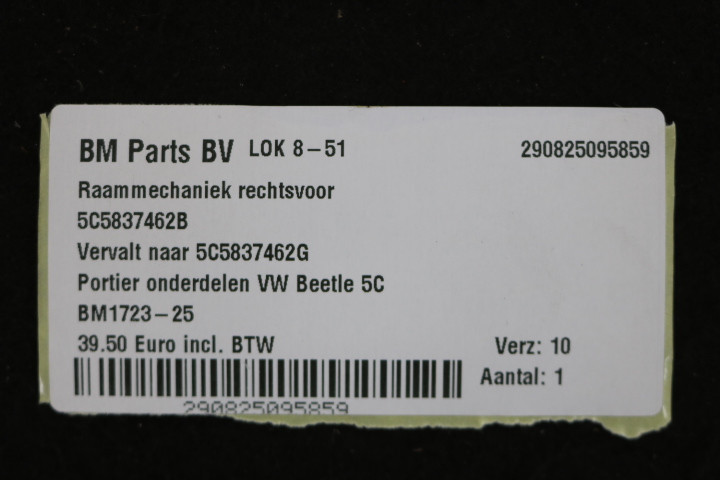 BM Parts BV LOK 8-51 290825095859
Raammechaniek rechtsvoor
5C5837462B
Vervalt naar 5C5837462G
Portier onderdelen VW Beetle 5C
BM1723-25
39.50 Euro incl. BTW Verz: 10
Aantal: 1
290825095859